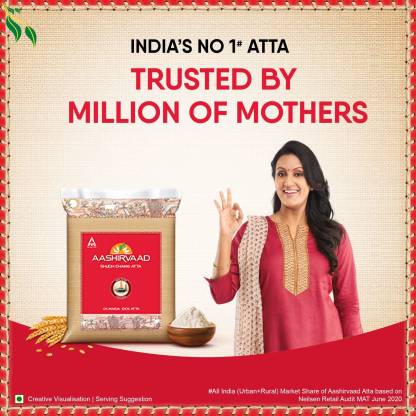 INDIA'S NO 1# ATTA
TRUSTED BY
MILLION OF MOTHERS
AASHIRVAAD
SHUDH CHAKKI ATTA
#All India (Urban+Rural) Market Share of Aashirvaad Atta based on
Creative Visualisation | Serving Suggestion
Neilsen Retail Audit MAT June 2020